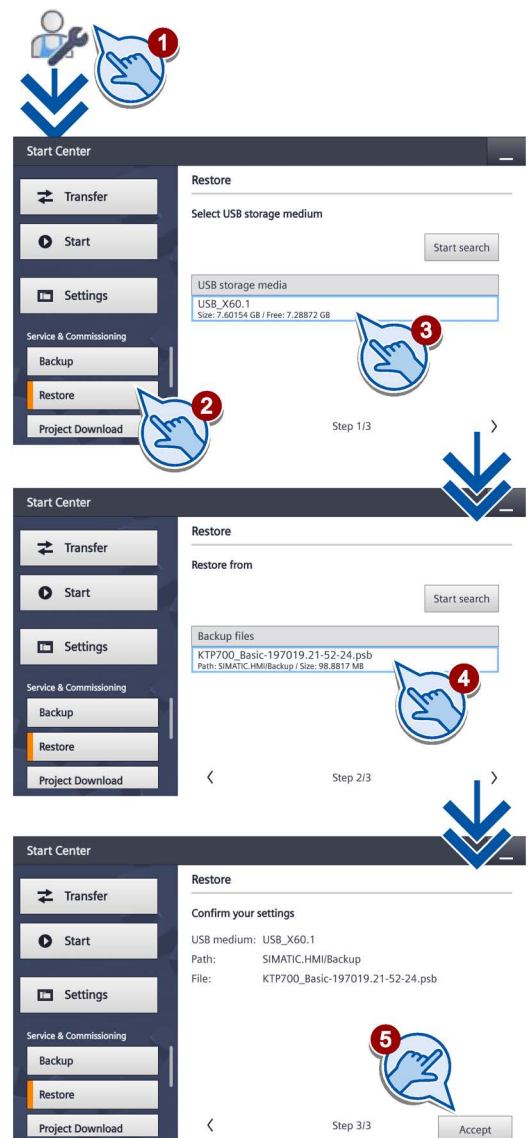 1
Start Center
Transfer
Start
Settings
Service & Commissioning
Backup
Restore
2
Project Download
Restore
Select USB storage medium
Start search
USB storage media
USB_X60.1
Size: 7.60154 GB / Free: 7.28872 GB
3
Step 1/3
Start Center
Transfer
Start
Settings
Service & Commissioning
Backup
Restore
Project Download
Restore
Restore from
Start search
Backup files
KTP700_Basic-197019.21-52-24.psb
Path: SIMATIC.HMI/Backup / Size: 98.8817 MB
4
Step 2/3
Start Center
Transfer
Start
Settings
Service & Commissioning
Backup
Restore
Project Download
Restore
Confirm your settings
USB medium: USB_X60.1
Path: SIMATIC.HMI/Backup
File: KTP700_Basic-197019.21-52-24.psb
5
Step 3/3
Accept